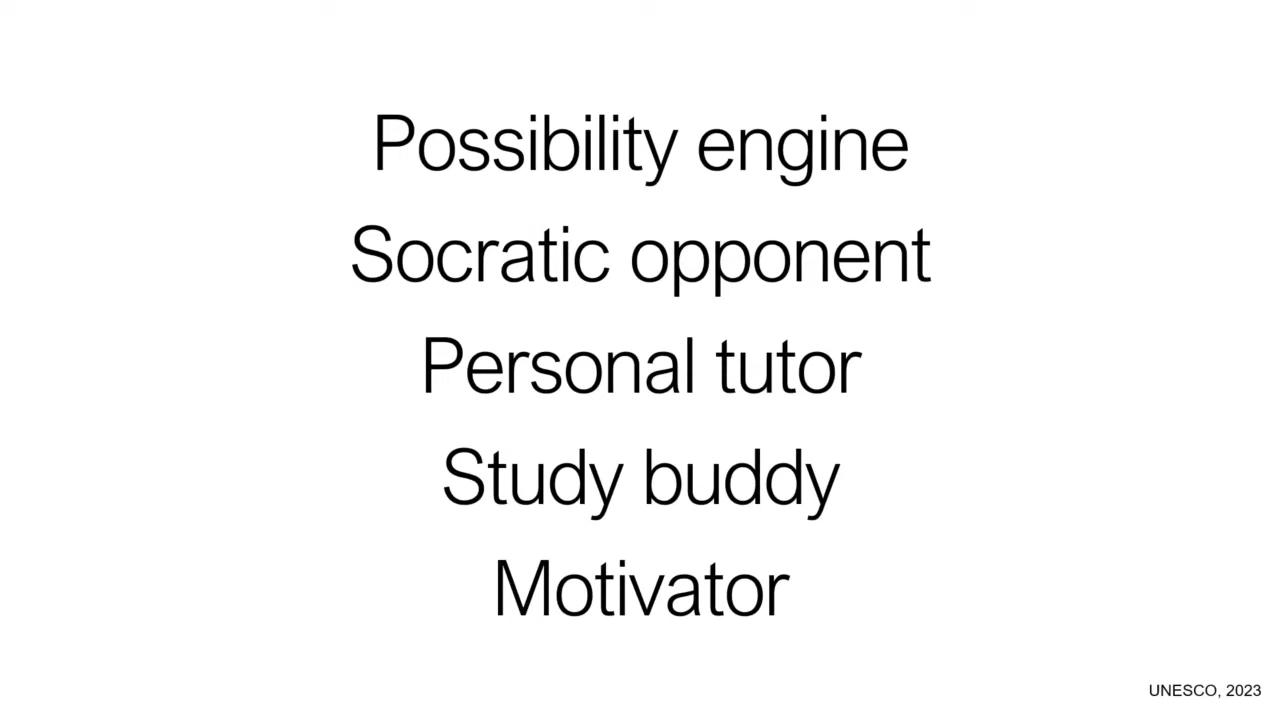 Possibility engine
Socratic opponent
Personal tutor
Study buddy
Motivator
UNESCO, 2023